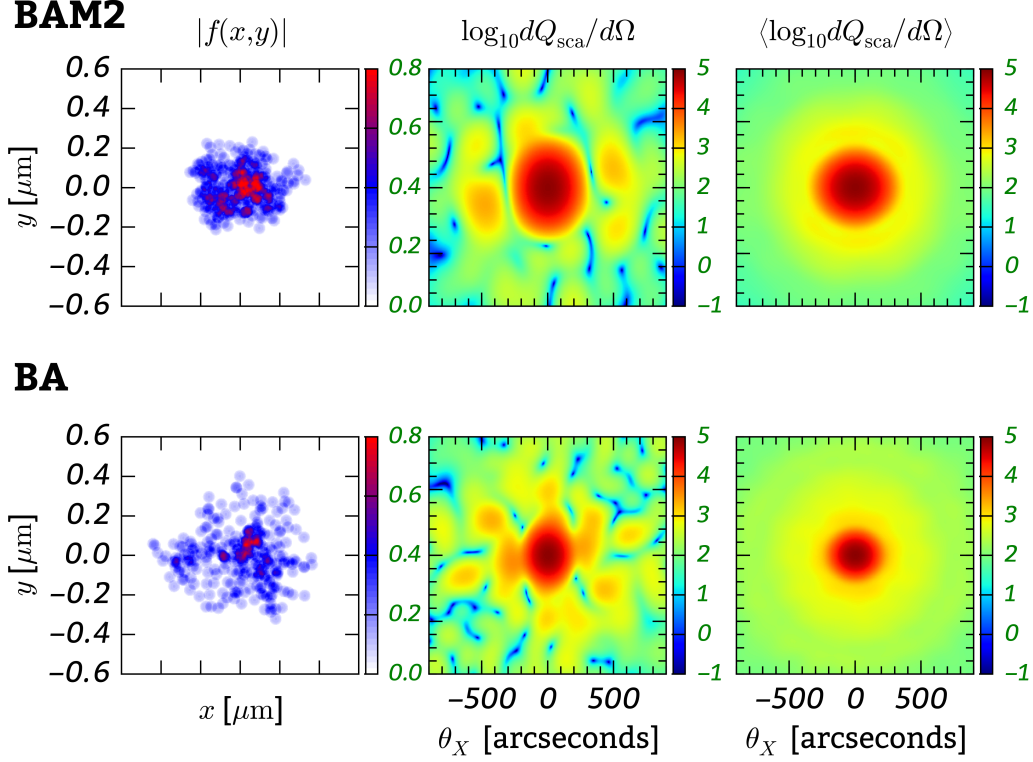 BAM2
|f(x,y)| log₁₀dQ_sca/dΩ ⟨log₁₀dQ_sca/dΩ⟩
0.6 0.8 5 5
0.4 0.6 4 4
0.2 3 3
y [μm] 0.0 0.4 2 2
−0.2 1 1
−0.4 0.2 0 0
−0.6 0.0 −1 −1
BA
0.6 0.8 5 5
0.4 0.6 4 4
0.2 3 3
y [μm] 0.0 0.4 2 2
−0.2 1 1
−0.4 0.2 0 0
−0.6 0.0 −1 −1
−500 0 500 −500 0 500
x [μm] θ_X [arcseconds] θ_X [arcseconds]